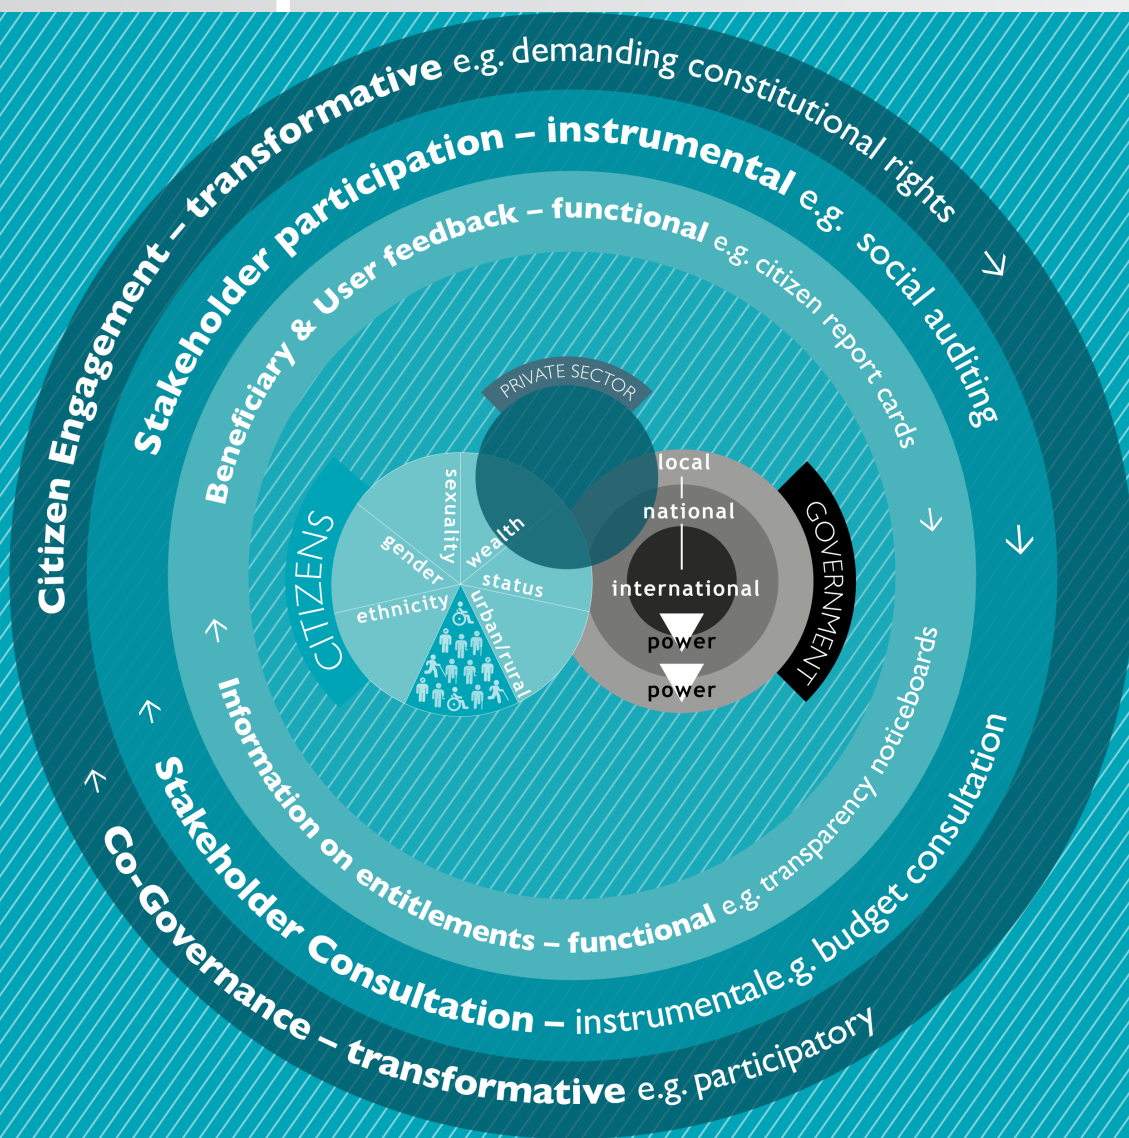 Citizen Engagement – transformative e.g. demanding constitutional rights →
Stakeholder participation – instrumental e.g. social auditing →
Beneficiary & User feedback – functional e.g. citizen report cards →
PRIVATE SECTOR
CITIZENS
sexuality
wealth
gender
status
ethnicity
urban/rural
local
national
international
power
power
GOVERNMENT
Information on entitlements – functional e.g. transparency noticeboards
Stakeholder Consultation – instrumentale.g. budget consultation
Co-Governance – transformative e.g. participatory